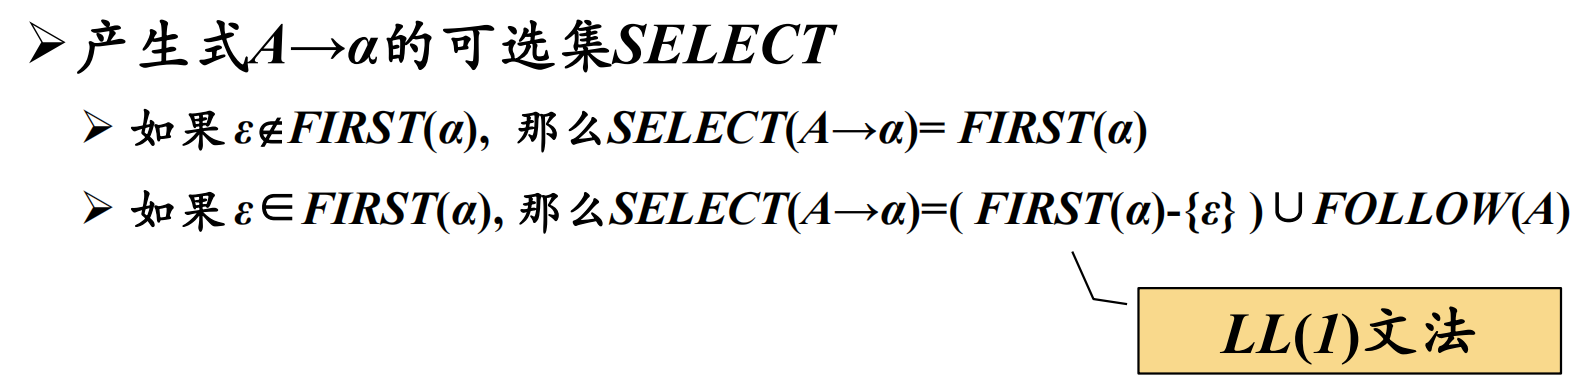 ➢产生式A→α的可选集SELECT
➢ 如果 ε∉FIRST(α), 那么SELECT(A→α)= FIRST(α)
➢ 如果 ε∈FIRST(α), 那么SELECT(A→α)=( FIRST(α)-{ε} )∪FOLLOW(A)
LL(1)文法